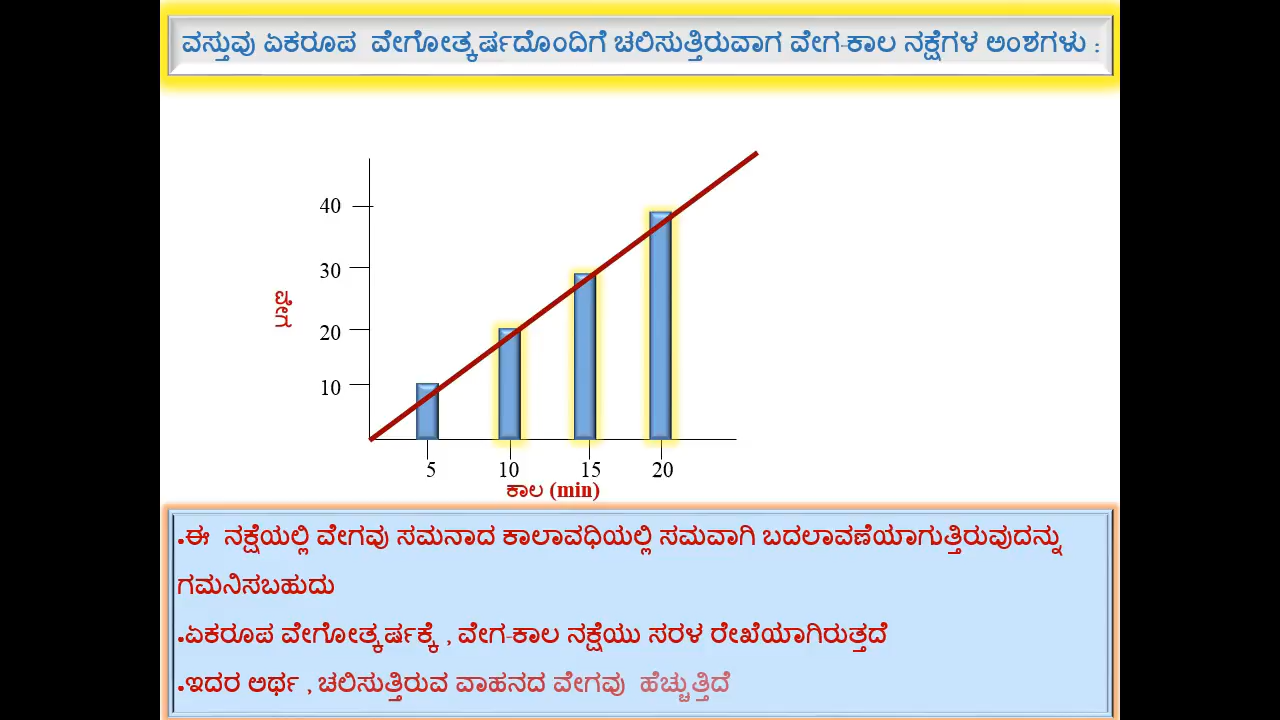 ವಸ್ತುವು ಏಕರೂಪ ವೇಗೋತ್ಕರ್ಷದೊಂದಿಗೆ ಚಲಿಸುತ್ತಿರುವಾಗ ವೇಗ-ಕಾಲ ನಕ್ಷೆಗಳ ಅಂಶಗಳು :
40
30
20
10
ವೇಗ
5 10 15 20
ಕಾಲ (min)
•ಈ ನಕ್ಷೆಯಲ್ಲಿ ವೇಗವು ಸಮನಾದ ಕಾಲಾವಧಿಯಲ್ಲಿ ಸಮವಾಗಿ ಬದಲಾವಣೆಯಾಗುತ್ತಿರುವುದನ್ನು
ಗಮನಿಸಬಹುದು
•ಏಕರೂಪ ವೇಗೋತ್ಕರ್ಷಕ್ಕೆ , ವೇಗ-ಕಾಲ ನಕ್ಷೆಯು ಸರಳ ರೇಖೆಯಾಗಿರುತ್ತದೆ
•ಇದರ ಅರ್ಥ , ಚಲಿಸುತ್ತಿರುವ ವಾಹನದ ವೇಗವು ಹೆಚ್ಚುತ್ತಿದೆ